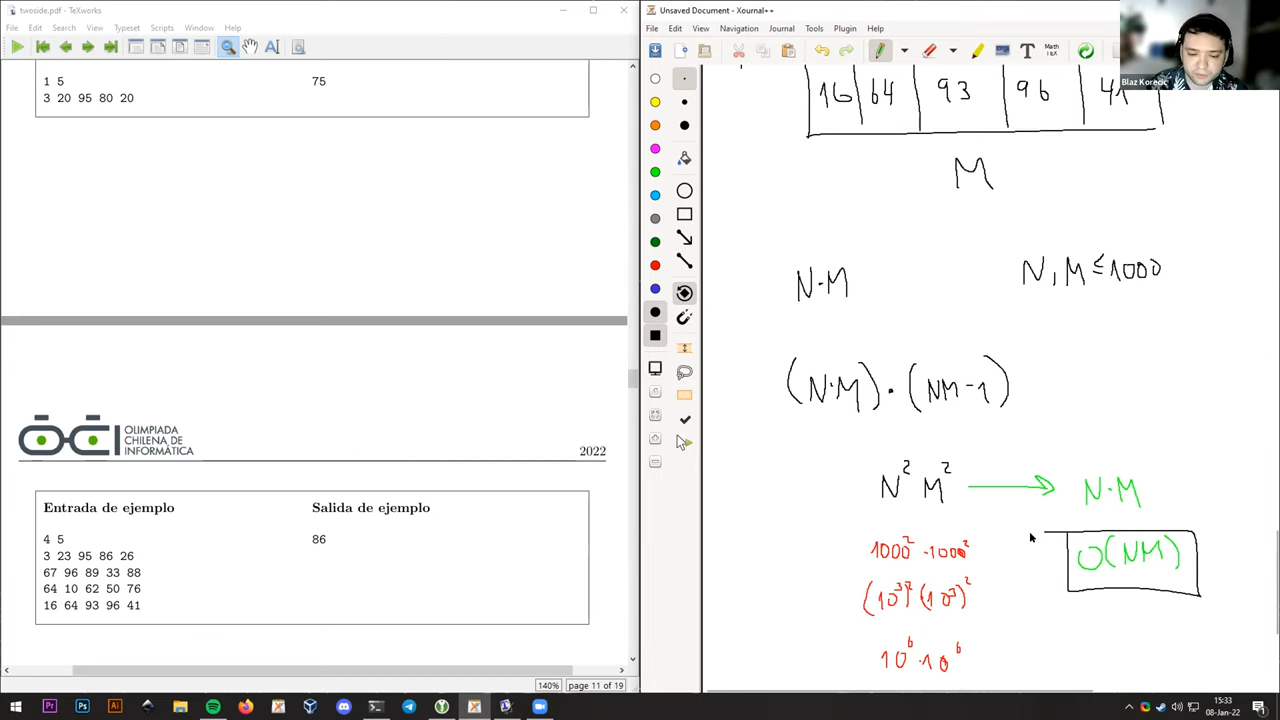 twoside.pdf - TeXworks
File Edit Search View Typeset Scripts Window Help
1 5
3 20 95 80 20
75
OLIMPIADA
CHILENA DE
INFORMÁTICA
2022
Entrada de ejemplo Salida de ejemplo
4 5 86
3 23 95 86 26
67 96 89 33 88
64 10 62 50 76
16 64 93 96 41
140% page 11 of 19
Unsaved Document - Xournal++
File Edit View Navigation Journal Tools Plugin Help
Math
Blaz Korecic
16 64 93 96 41
M
N·M N, M ≤ 1000
(N·M) · (NM-1)
N² M² → N·M
1000² · 1000² O(NM)
(10³)² (10³)²
10⁶ · 10⁶
15:33
08-Jan-22